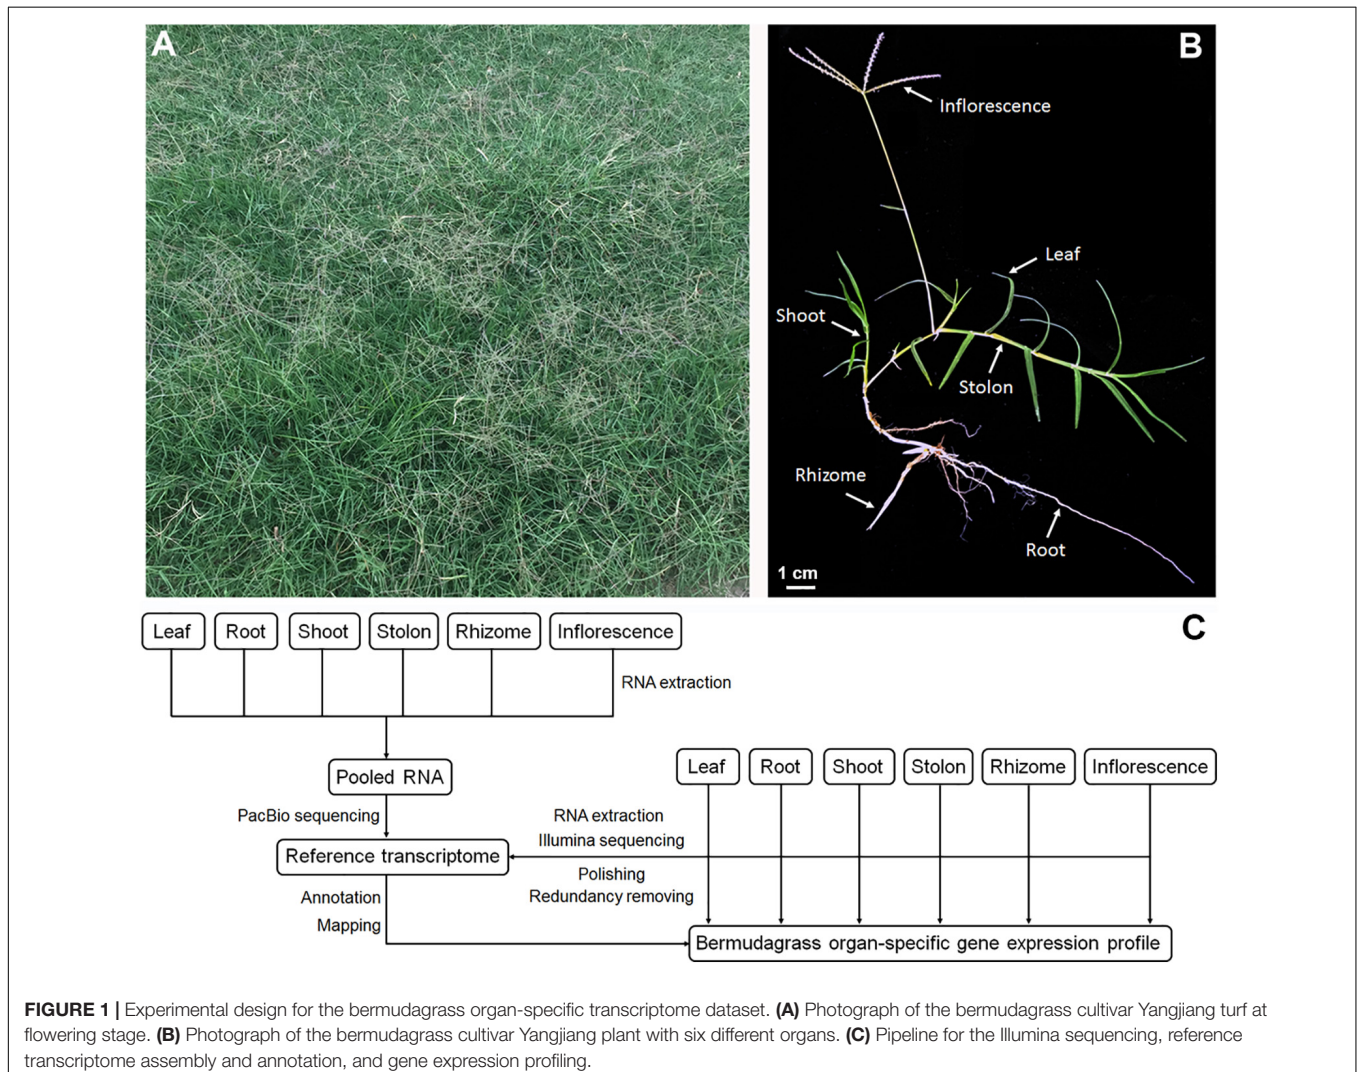 A
B
Inflorescence
Leaf
Shoot
Stolon
Rhizome
Root
1 cm
C
Leaf Root Shoot Stolon Rhizome Inflorescence
RNA extraction
Leaf Root Shoot Stolon Rhizome Inflorescence
Pooled RNA
PacBio sequencing
RNA extraction
Illumina sequencing
Reference transcriptome
Polishing
Redundancy removing
Annotation
Mapping
Bermudagrass organ-specific gene expression profile
FIGURE 1 | Experimental design for the bermudagrass organ-specific transcriptome dataset. (A) Photograph of the bermudagrass cultivar Yangjiang turf at
flowering stage. (B) Photograph of the bermudagrass cultivar Yangjiang plant with six different organs. (C) Pipeline for the Illumina sequencing, reference
transcriptome assembly and annotation, and gene expression profiling.